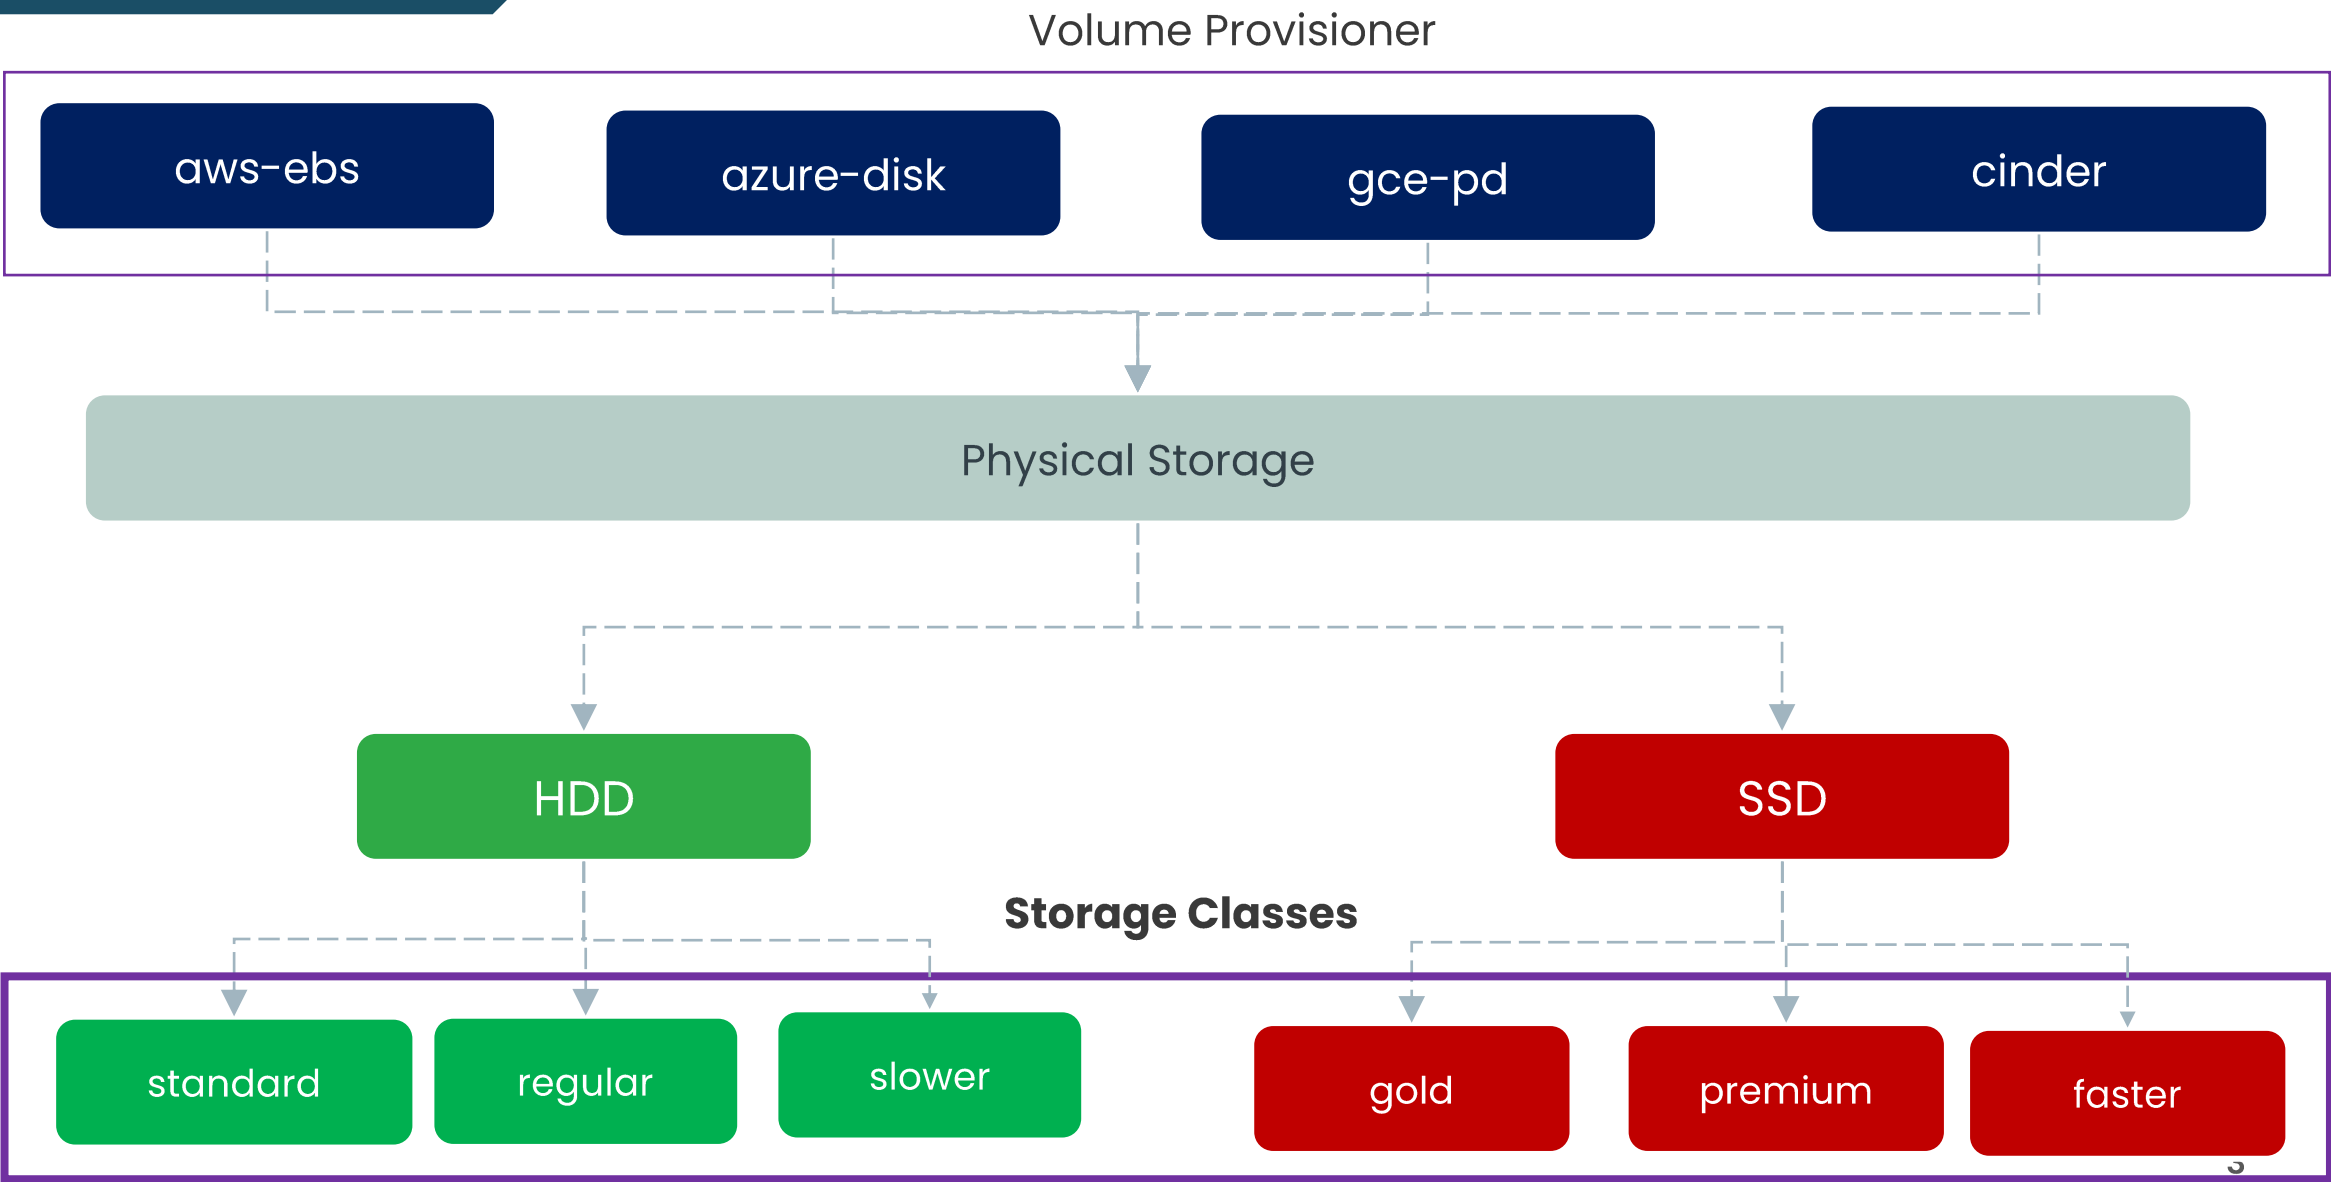 Volume Provisioner
aws-ebs
azure-disk
gce-pd
cinder
Physical Storage
HDD
SSD
Storage Classes
standard
regular
slower
gold
premium
faster
3